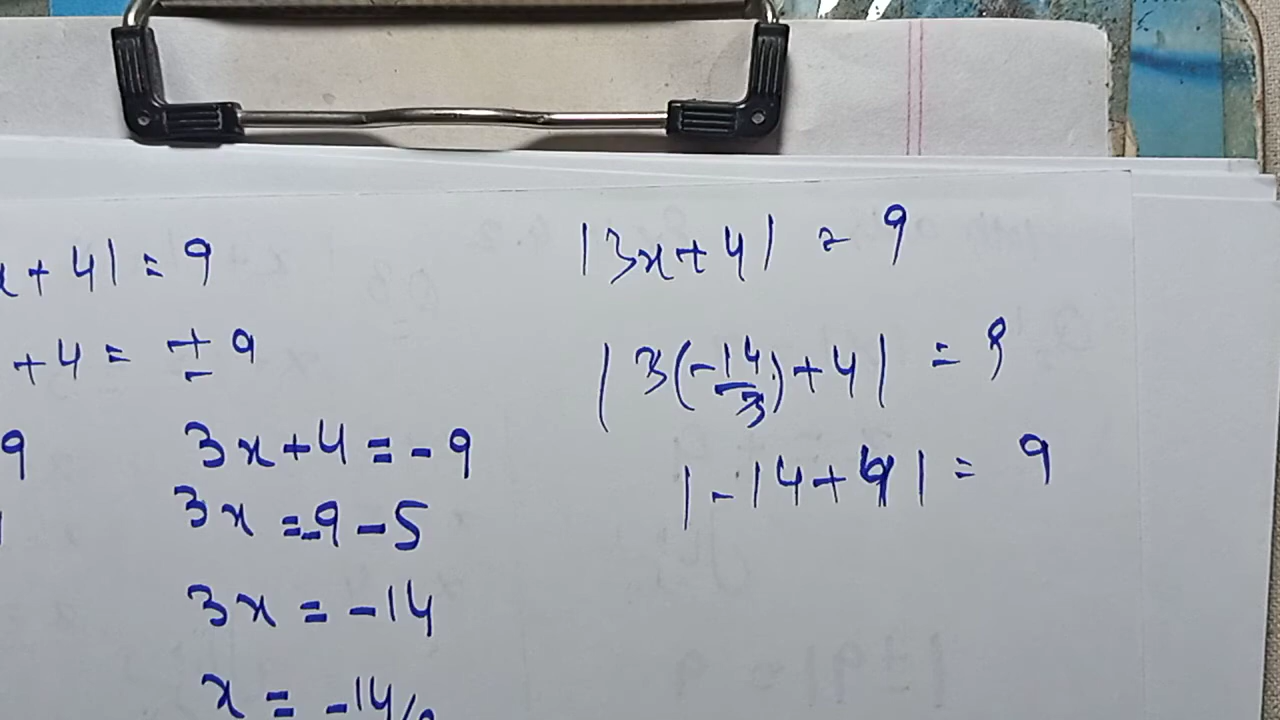 x + 4| = 9
+ 4 = ± 9
9
3x + 4 = - 9
3x = -9 - 5
3x = -14
x = -14/3
|3x + 4| = 9
|3(-14/3) + 4| = 9
|-14 + 4| = 9